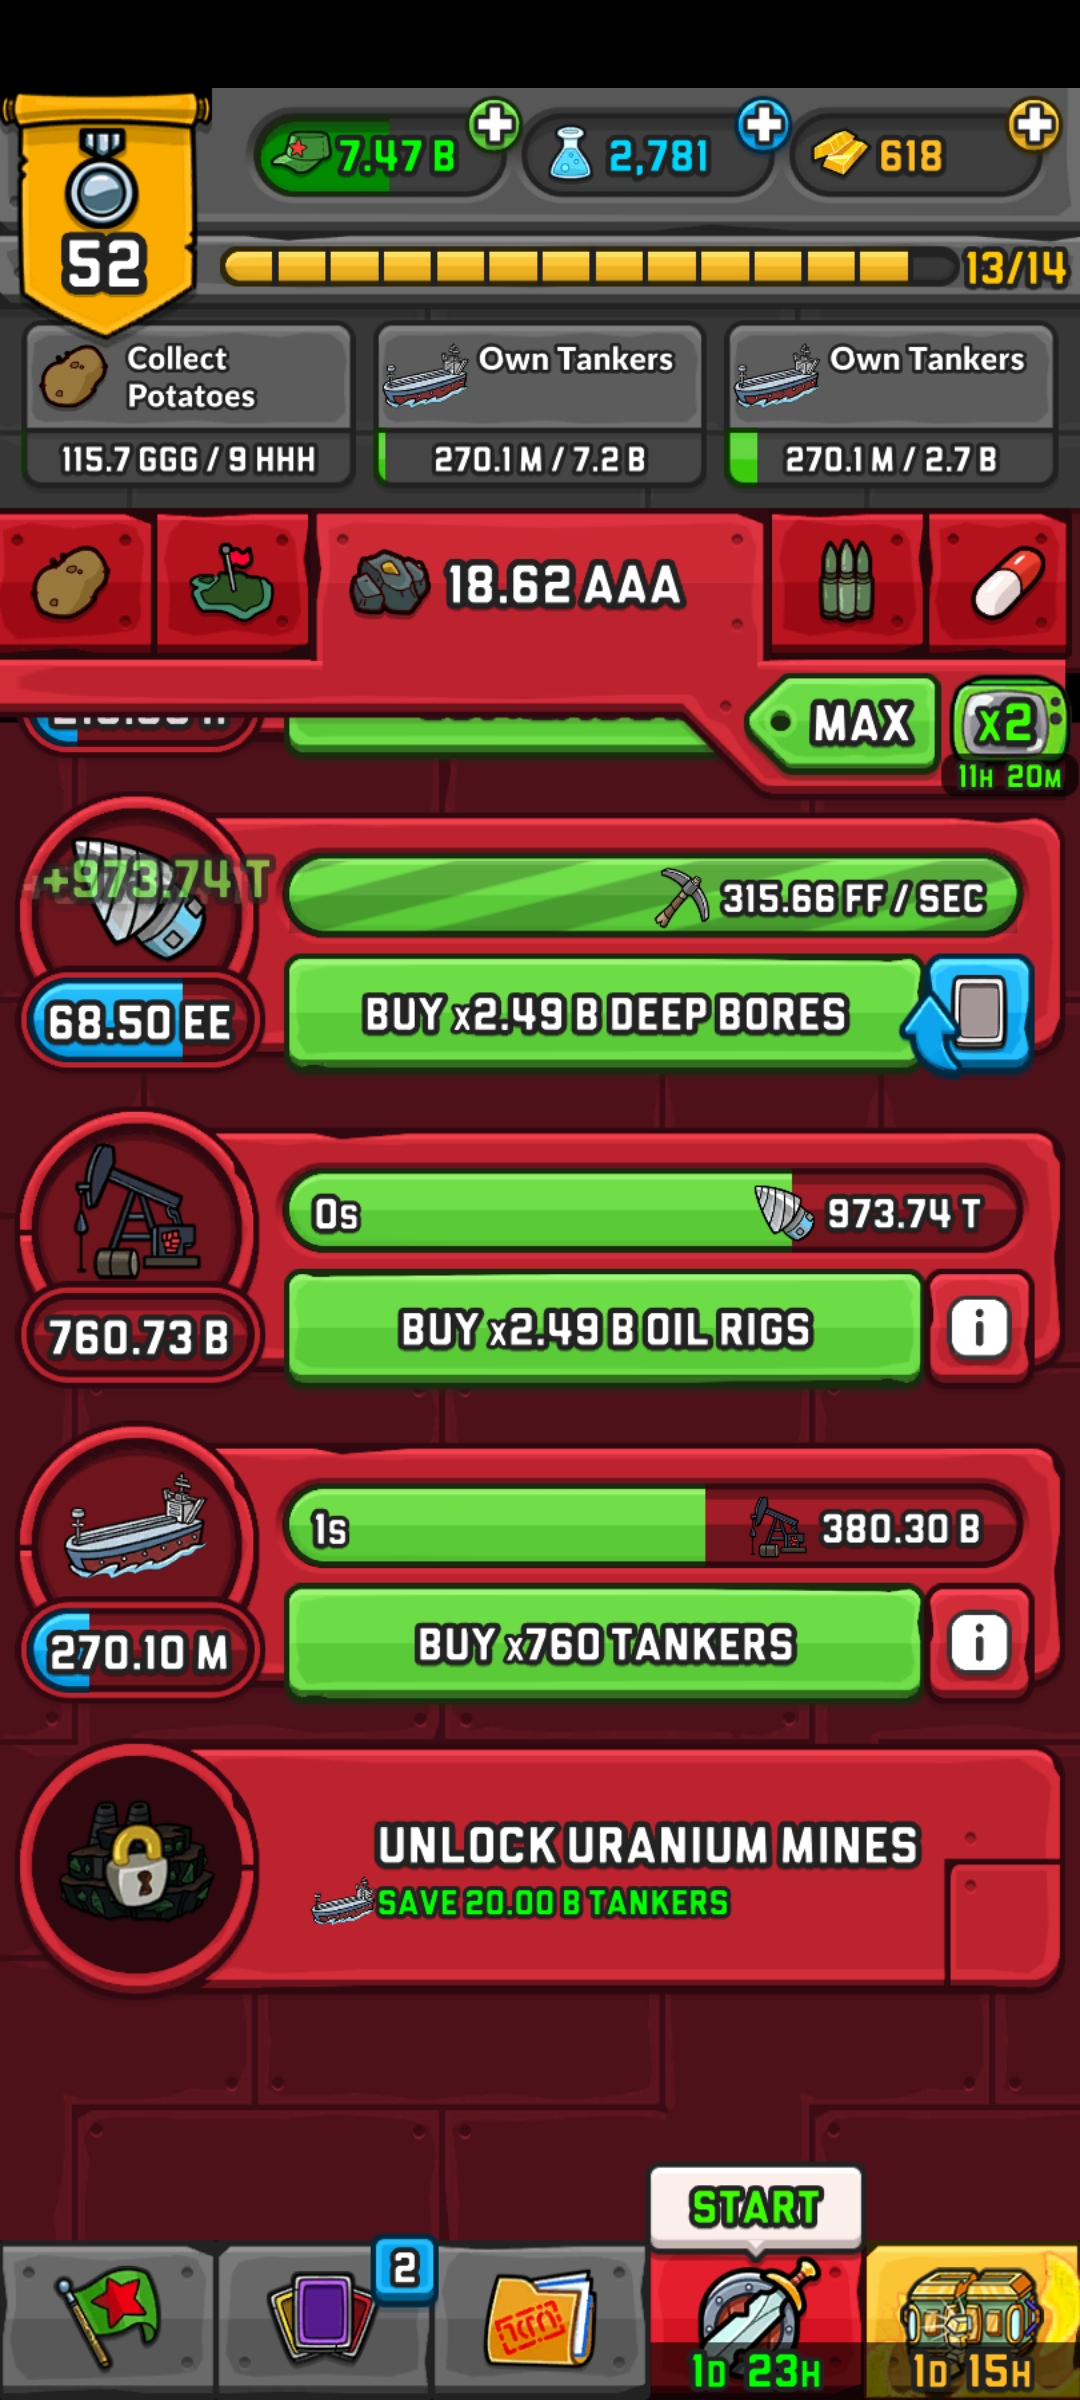 7.47 B
2,781
618
52
13/14
Collect
Potatoes
115.7 GGG / 9 HHH
Own Tankers
270.1 M / 7.2 B
Own Tankers
270.1 M / 2.7 B
18.62 AAA
MAX
x2
11H 20M
+973.74 T
315.66 FF / SEC
68.50 EE
BUY x2.49 B DEEP BORES
0s
973.74 T
760.73 B
BUY x2.49 B OIL RIGS
i
1s
380.30 B
270.10 M
BUY x760 TANKERS
i
UNLOCK URANIUM MINES
SAVE 20.00 B TANKERS
START
2
1D 23H
1D 15H